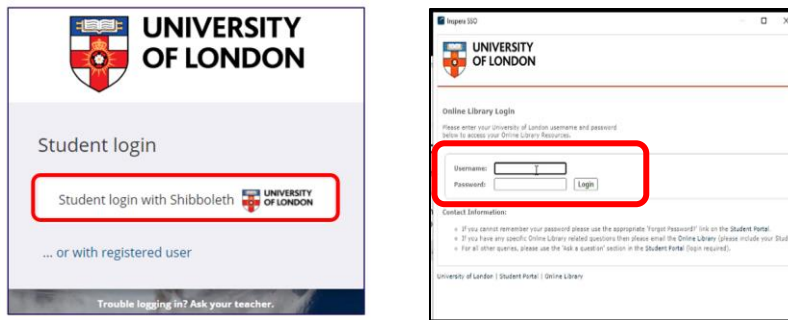 UNIVERSITY
OF LONDON
Student login
Student login with Shibboleth UNIVERSITY OF LONDON
... or with registered user
Trouble logging in? Ask your teacher.
Inspera SSO
UNIVERSITY
OF LONDON
Online Library Login
Please enter your University of London username and password
below to access your Online Library Resources.
Username:
Password: Login
Contact Information:
If you cannot remember your password please use the appropriate 'Forgot Password?' link on the Student Portal.
If you have any specific Online Library related questions then please email the Online Library (please include your Stud
For all other queries, please use the 'Ask a question' section in the Student Portal (login required).
University of London | Student Portal | Online Library